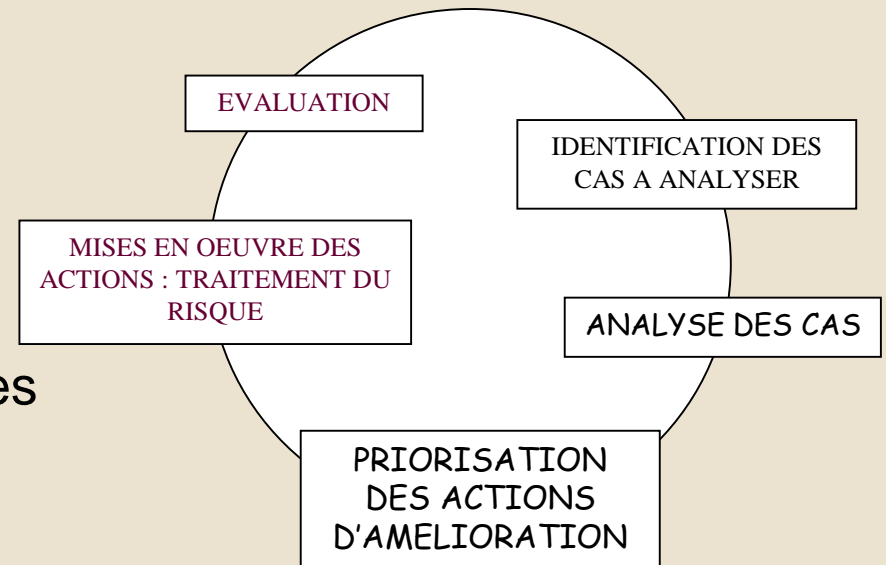 EVALUATION
IDENTIFICATION DES
CAS A ANALYSER
MISES EN OEUVRE DES
ACTIONS : TRAITEMENT DU
RISQUE
ANALYSE DES CAS
es
PRIORISATION
DES ACTIONS
D'AMELIORATION